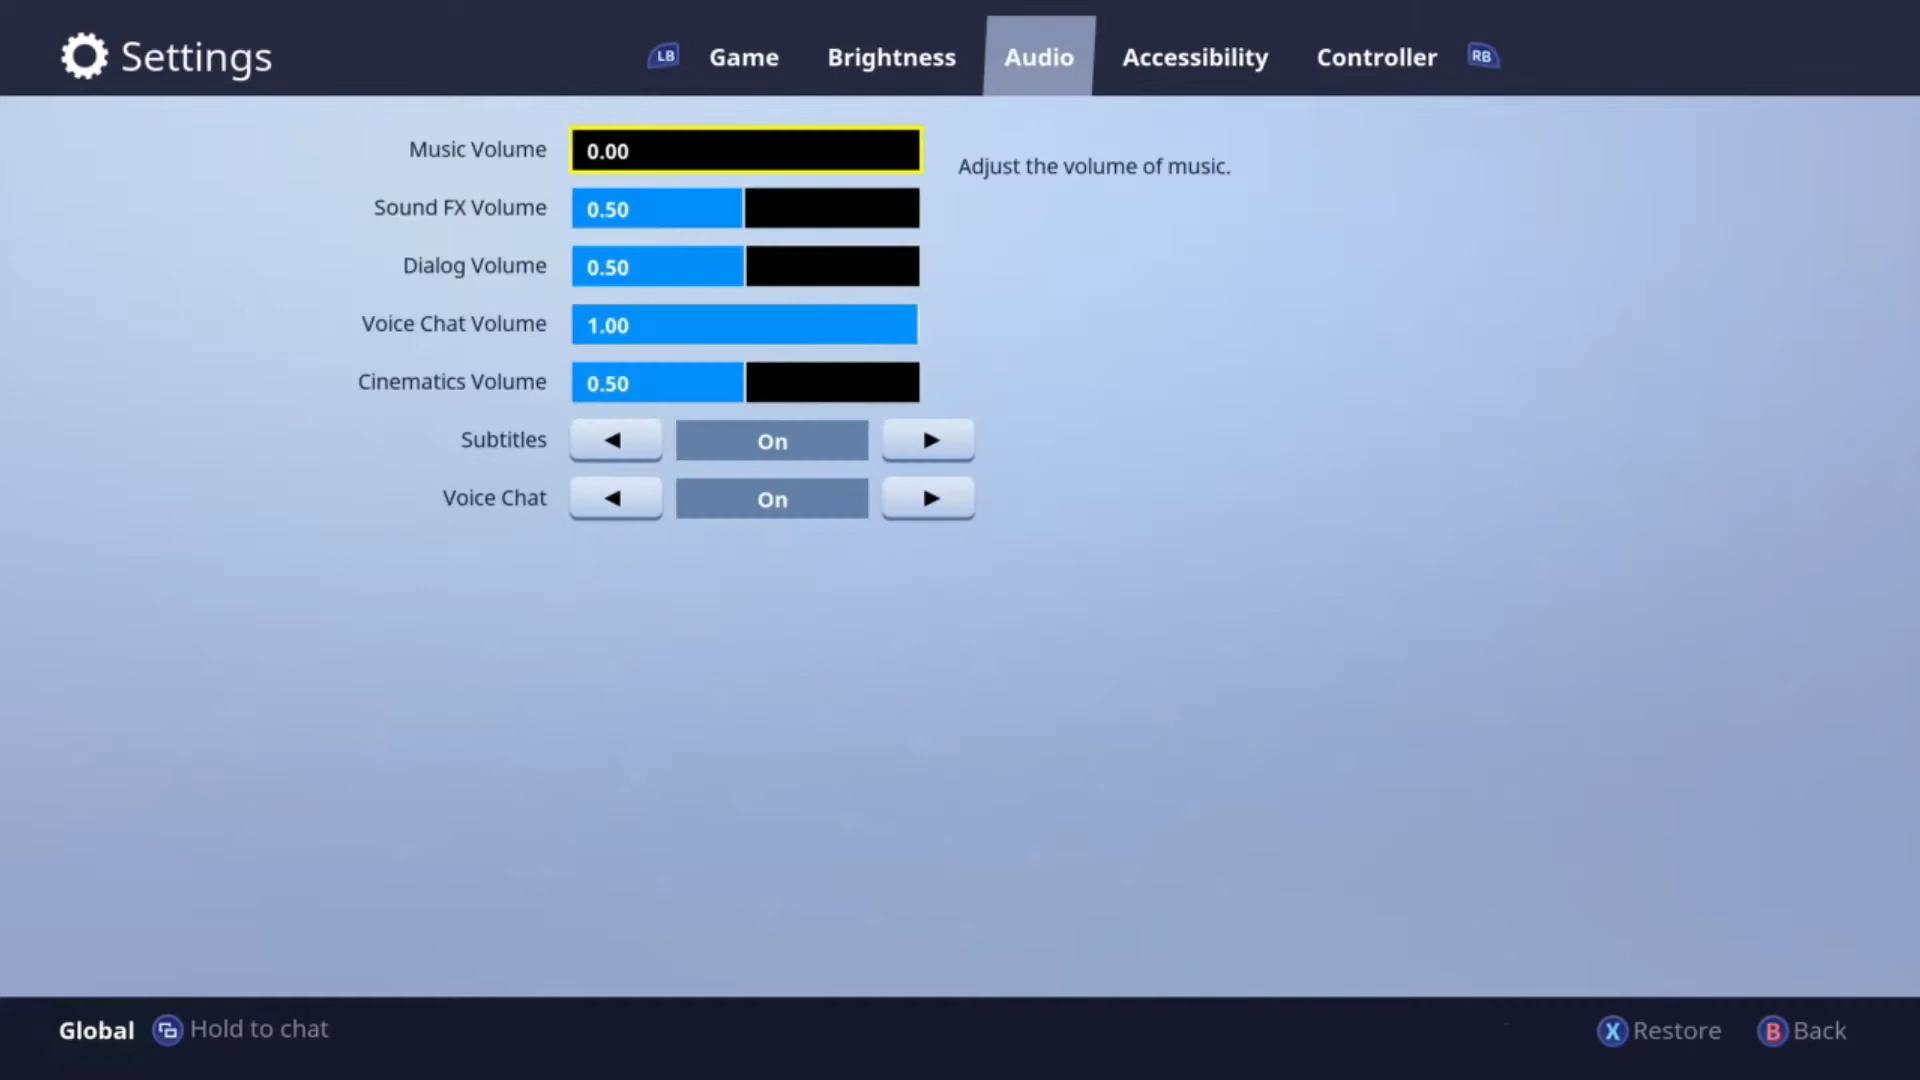 Settings
LB Game Brightness Audio Accessibility Controller RB
Music Volume 0.00
Adjust the volume of music.
Sound FX Volume 0.50
Dialog Volume 0.50
Voice Chat Volume 1.00
Cinematics Volume 0.50
Subtitles On
Voice Chat On
Global Hold to chat
X Restore B Back